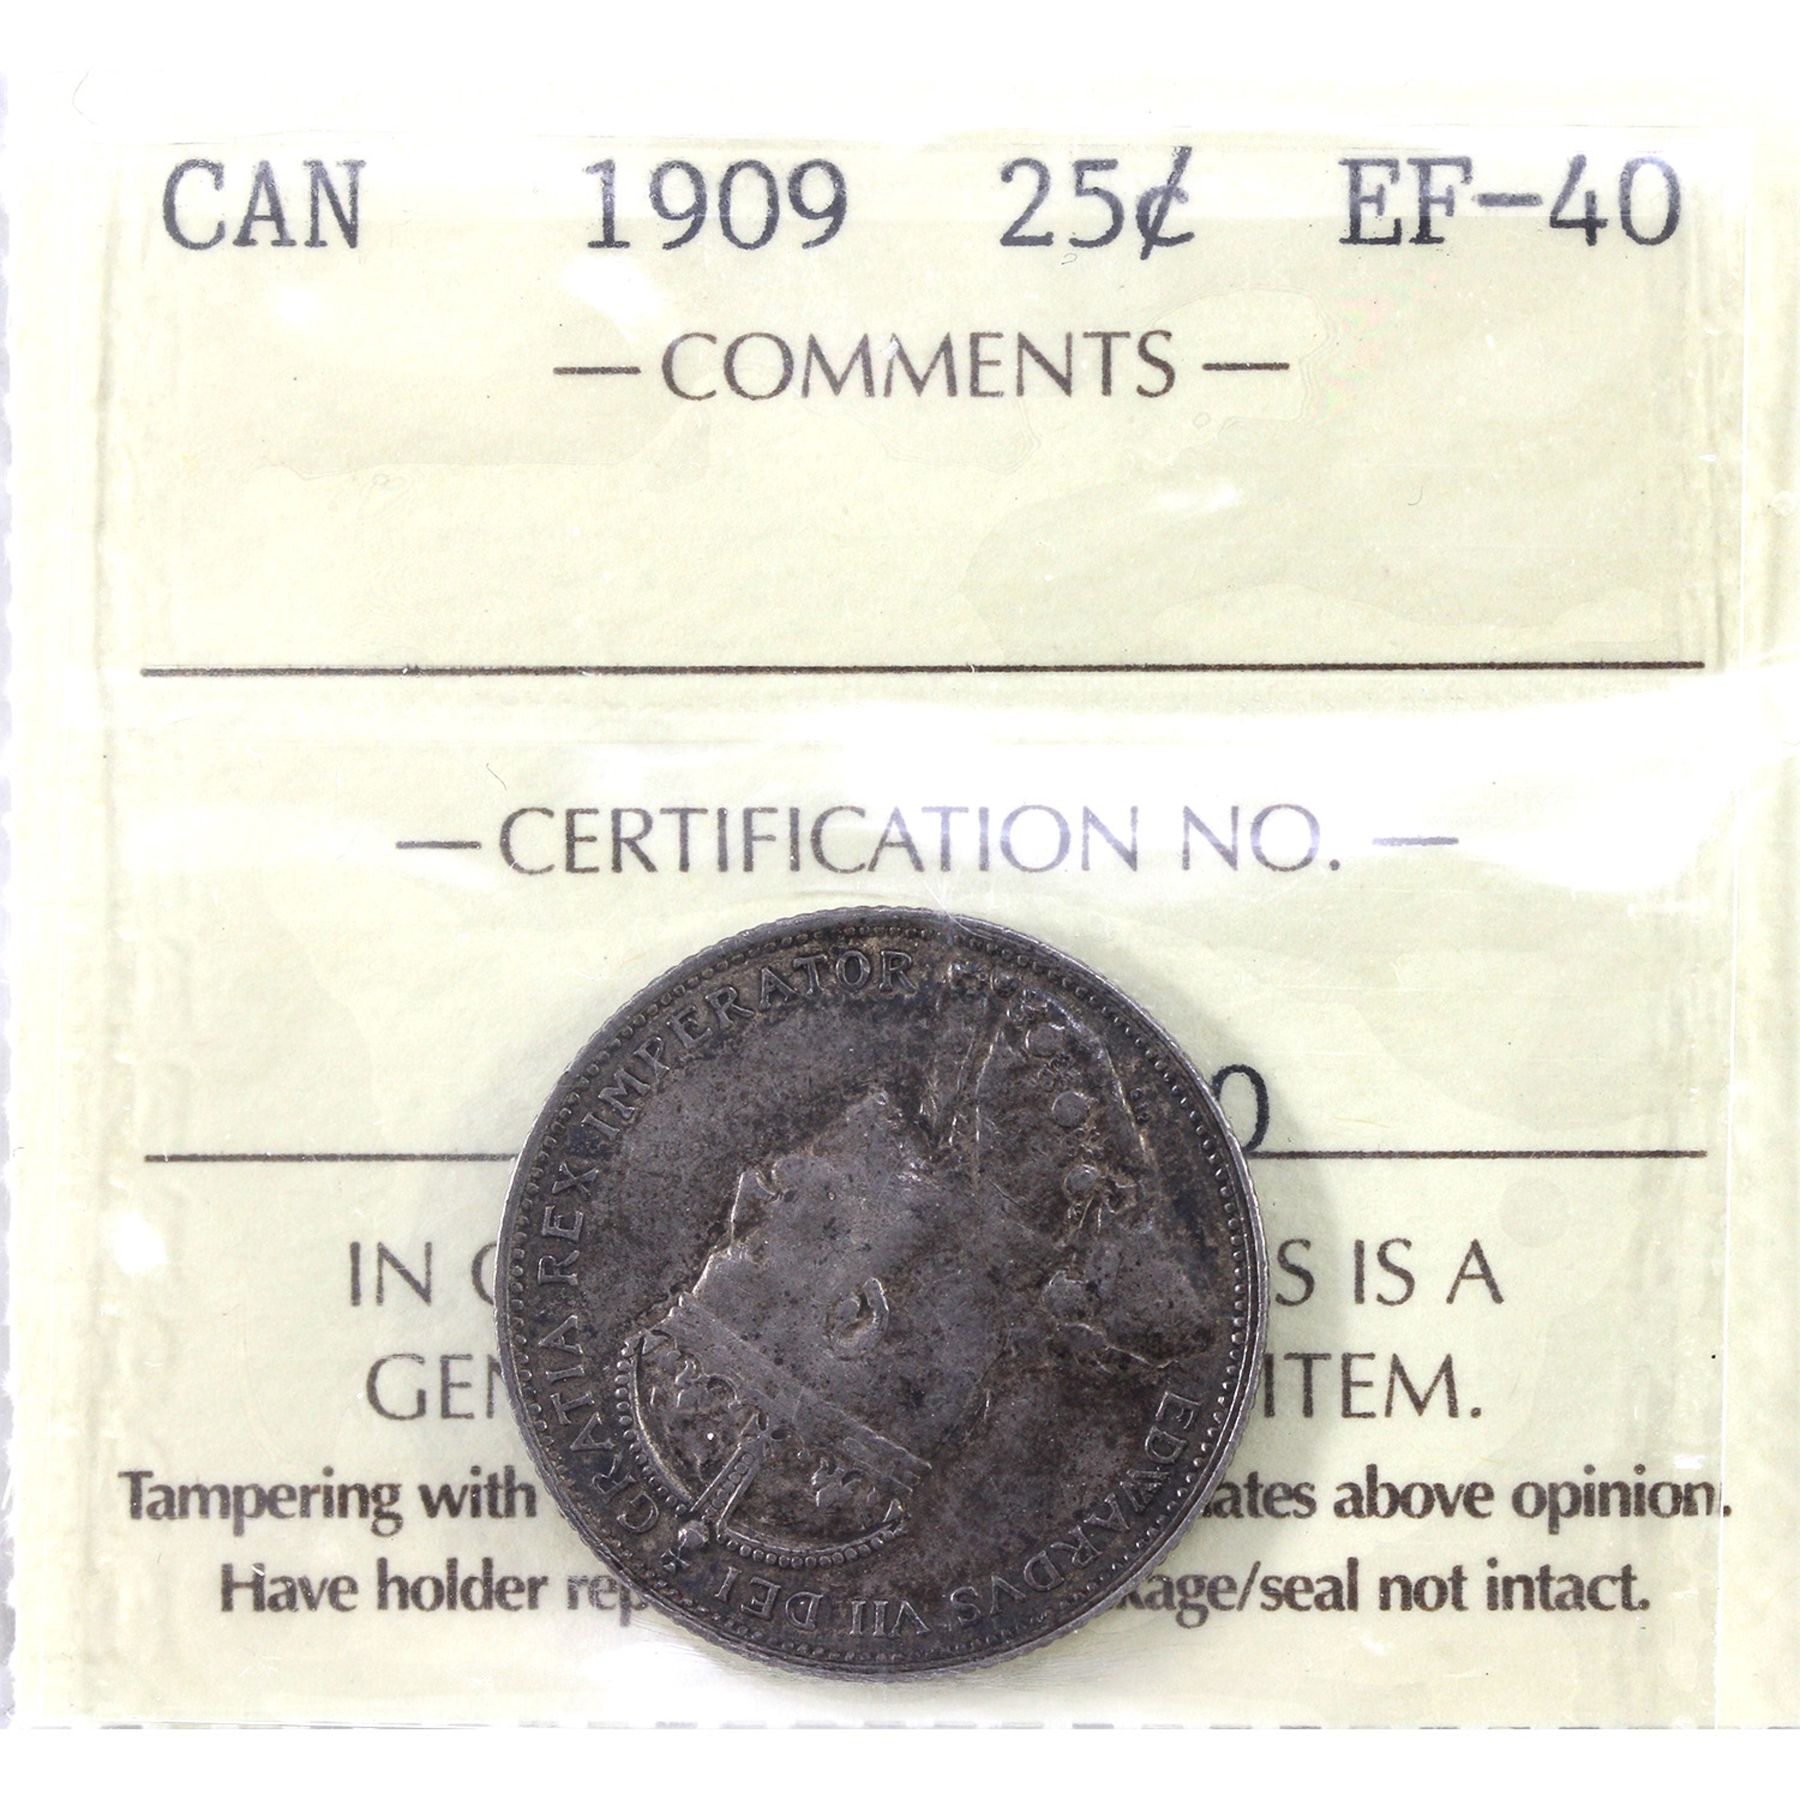 CAN 1909 25¢ EF-40
— COMMENTS —
— CERTIFICATION NO. —
0
IN S IS A
GEN ITEM.
Tampering with ates above opinion.
Have holder rep kage/seal not intact.
EDWARDVS VII DEI GRATIA REX IMPERATOR